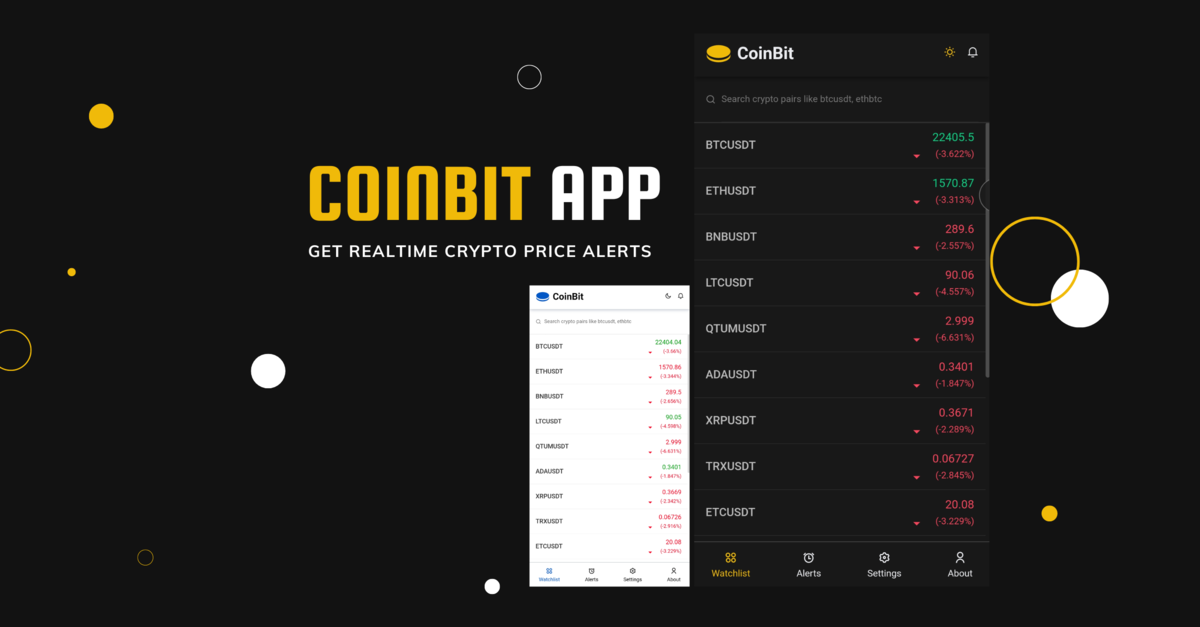 COINBIT APP
GET REALTIME CRYPTO PRICE ALERTS
CoinBit
Search crypto pairs like btcusdt, ethbtc
BTCUSDT 22404.04
(-3.66%)
ETHUSDT 1570.86
(-3.344%)
BNBUSDT 289.5
(-2.656%)
LTCUSDT 90.05
(-4.598%)
QTUMUSDT 2.999
(-6.631%)
ADAUSDT 0.3401
(-1.847%)
XRPUSDT 0.3669
(-2.342%)
TRXUSDT 0.06726
(-2.916%)
ETCUSDT 20.08
(-3.229%)
Watchlist Alerts Settings About
CoinBit
Search crypto pairs like btcusdt, ethbtc
BTCUSDT 22405.5
(-3.622%)
ETHUSDT 1570.87
(-3.313%)
BNBUSDT 289.6
(-2.557%)
LTCUSDT 90.06
(-4.557%)
QTUMUSDT 2.999
(-6.631%)
ADAUSDT 0.3401
(-1.847%)
XRPUSDT 0.3671
(-2.289%)
TRXUSDT 0.06727
(-2.845%)
ETCUSDT 20.08
(-3.229%)
Watchlist Alerts Settings About